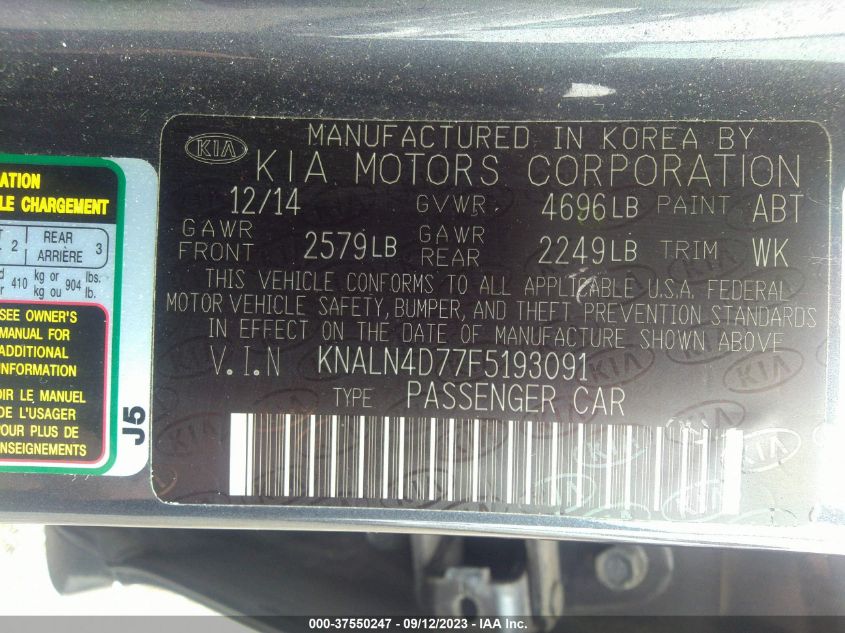 MANUFACTURED IN KOREA BY
KIA KIA MOTORS CORPORATION
12/14 GVWR 4696LB PAINT ABT
GAWR FRONT 2579LB GAWR REAR 2249LB TRIM WK
THIS VEHICLE CONFORMS TO ALL APPLICABLE U.S.A. FEDERAL
MOTOR VEHICLE SAFETY, BUMPER, AND THEFT PREVENTION STANDARDS
IN EFFECT ON THE DATE OF MANUFACTURE SHOWN ABOVE
V.I.N KNALN4D77F5193091
TYPE PASSENGER CAR
LE CHARGEMENT
2 REAR ARRIÈRE 3
410 kg or kg ou 904 lbs. lb.
SEE OWNER'S
MANUAL FOR
ADDITIONAL
INFORMATION
LE MANUEL
DE L'USAGER
POUR PLUS DE
J5
000-37550247 - 09/12/2023 - IAA Inc.